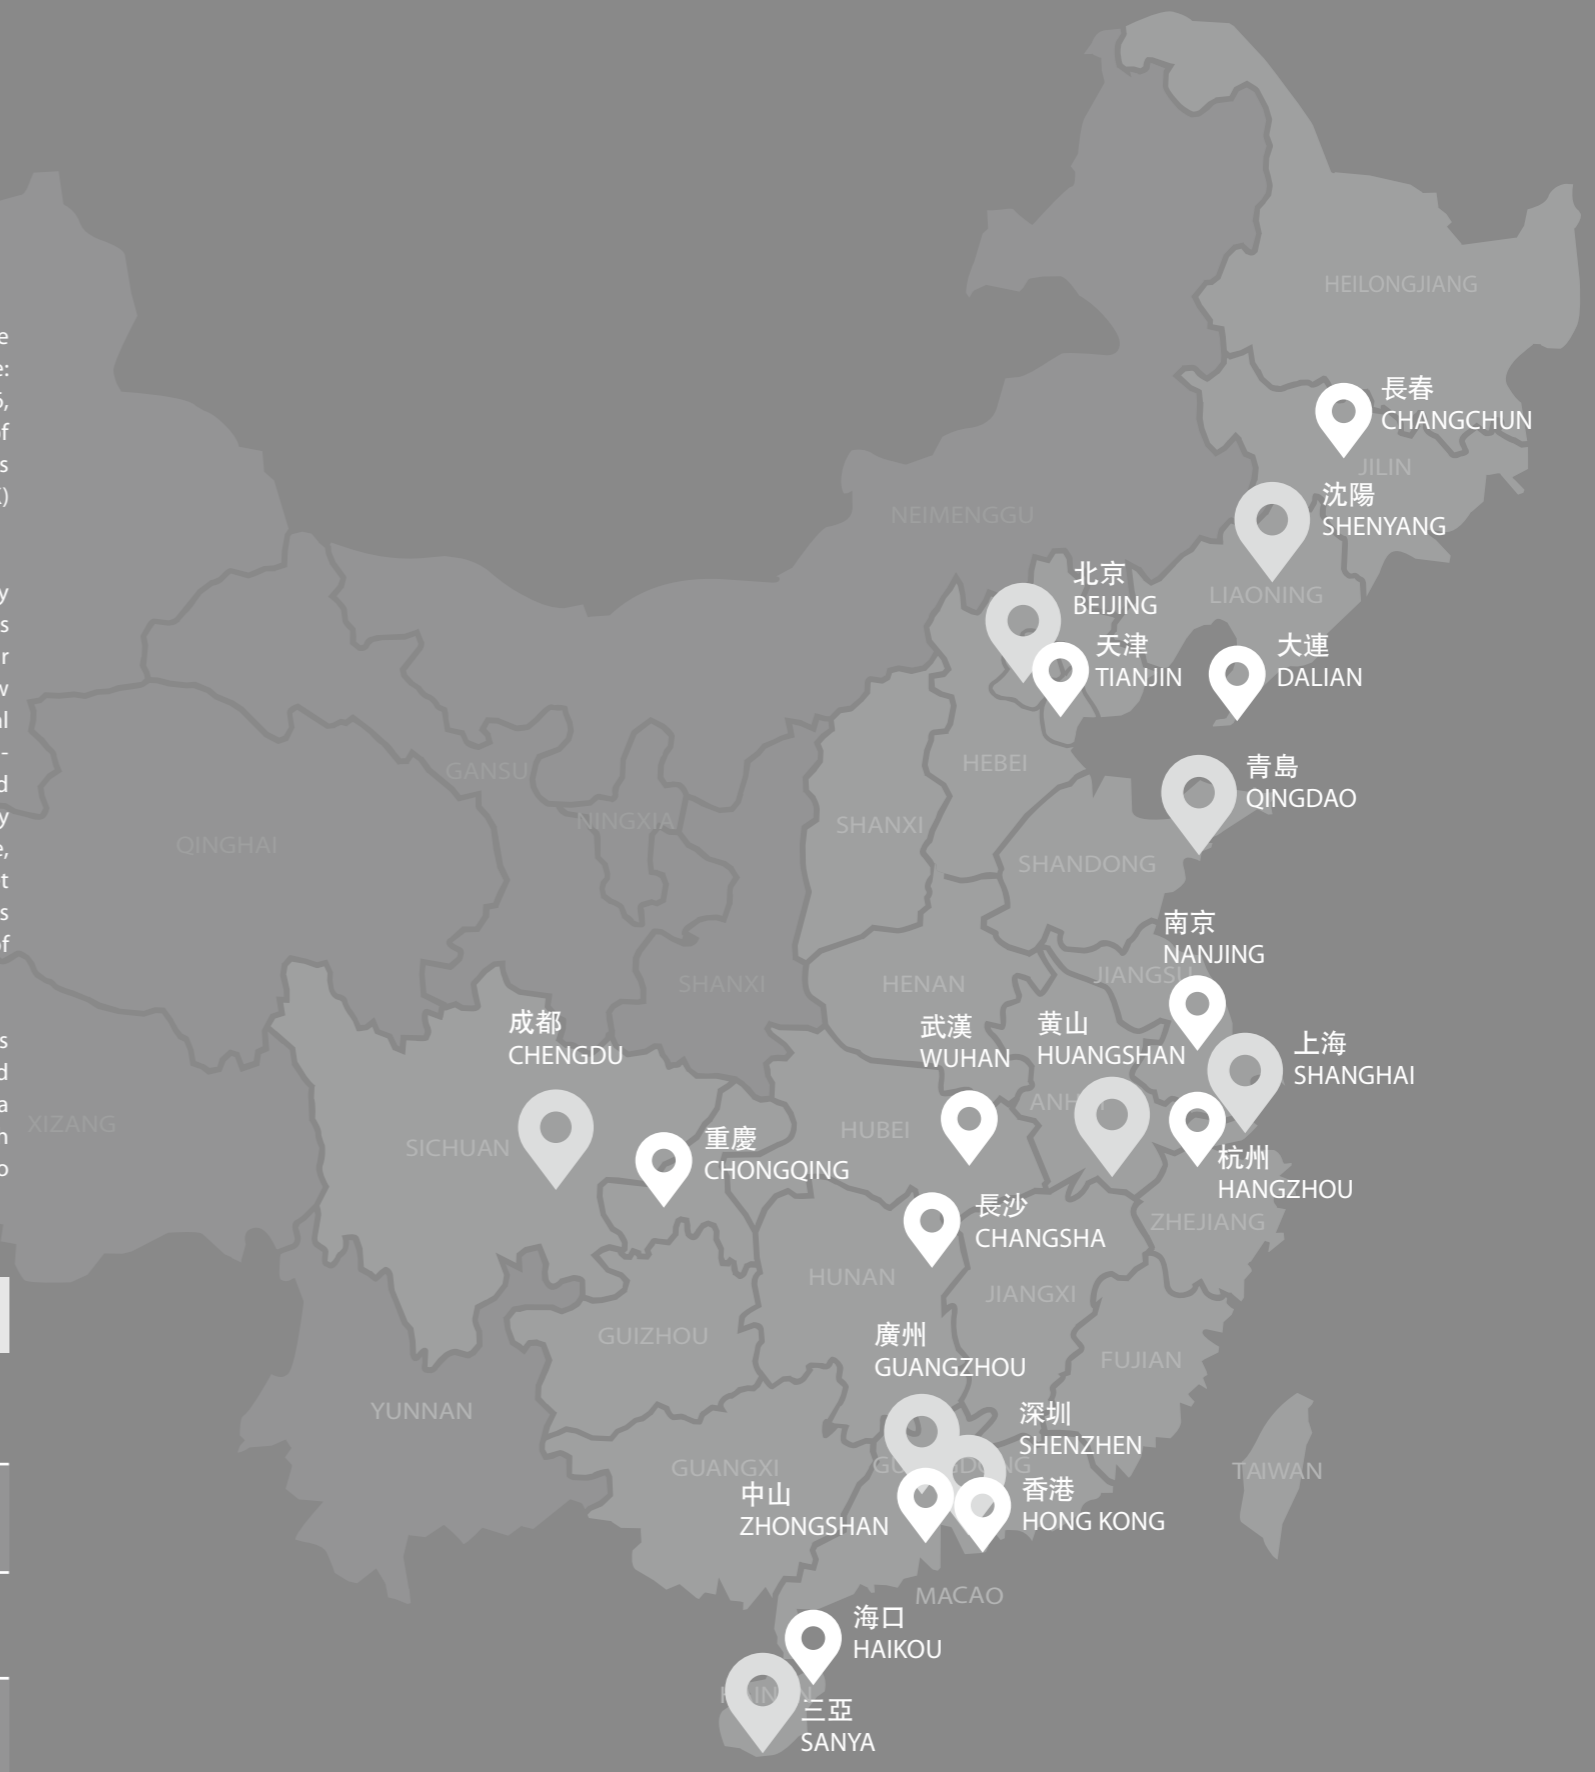 HEILONGJIANG
長春
CHANGCHUN
JILIN
沈陽
SHENYANG
NEIMENGGU
北京
BEIJING
LIAONING
天津
TIANJIN
大連
DALIAN
HEBEI
青島
QINGDAO
GANSU
NINGXIA
SHANXI
QINGHAI
SHANDONG
南京
NANJING
JIANGSU
SHANXI
HENAN
成都
CHENGDU
武漢
WUHAN
黄山
HUANGSHAN
上海
SHANGHAI
XIZANG
SICHUAN
重慶
CHONGQING
HUBEI
杭州
HANGZHOU
長沙
CHANGSHA
ZHEJIANG
HUNAN
JIANGXI
GUIZHOU
廣州
GUANGZHOU
FUJIAN
YUNNAN
深圳
SHENZHEN
GUANGXI
TAIWAN
中山
ZHONGSHAN
香港
HONG KONG
MACAO
海口
HAIKOU
三亞
SANYA